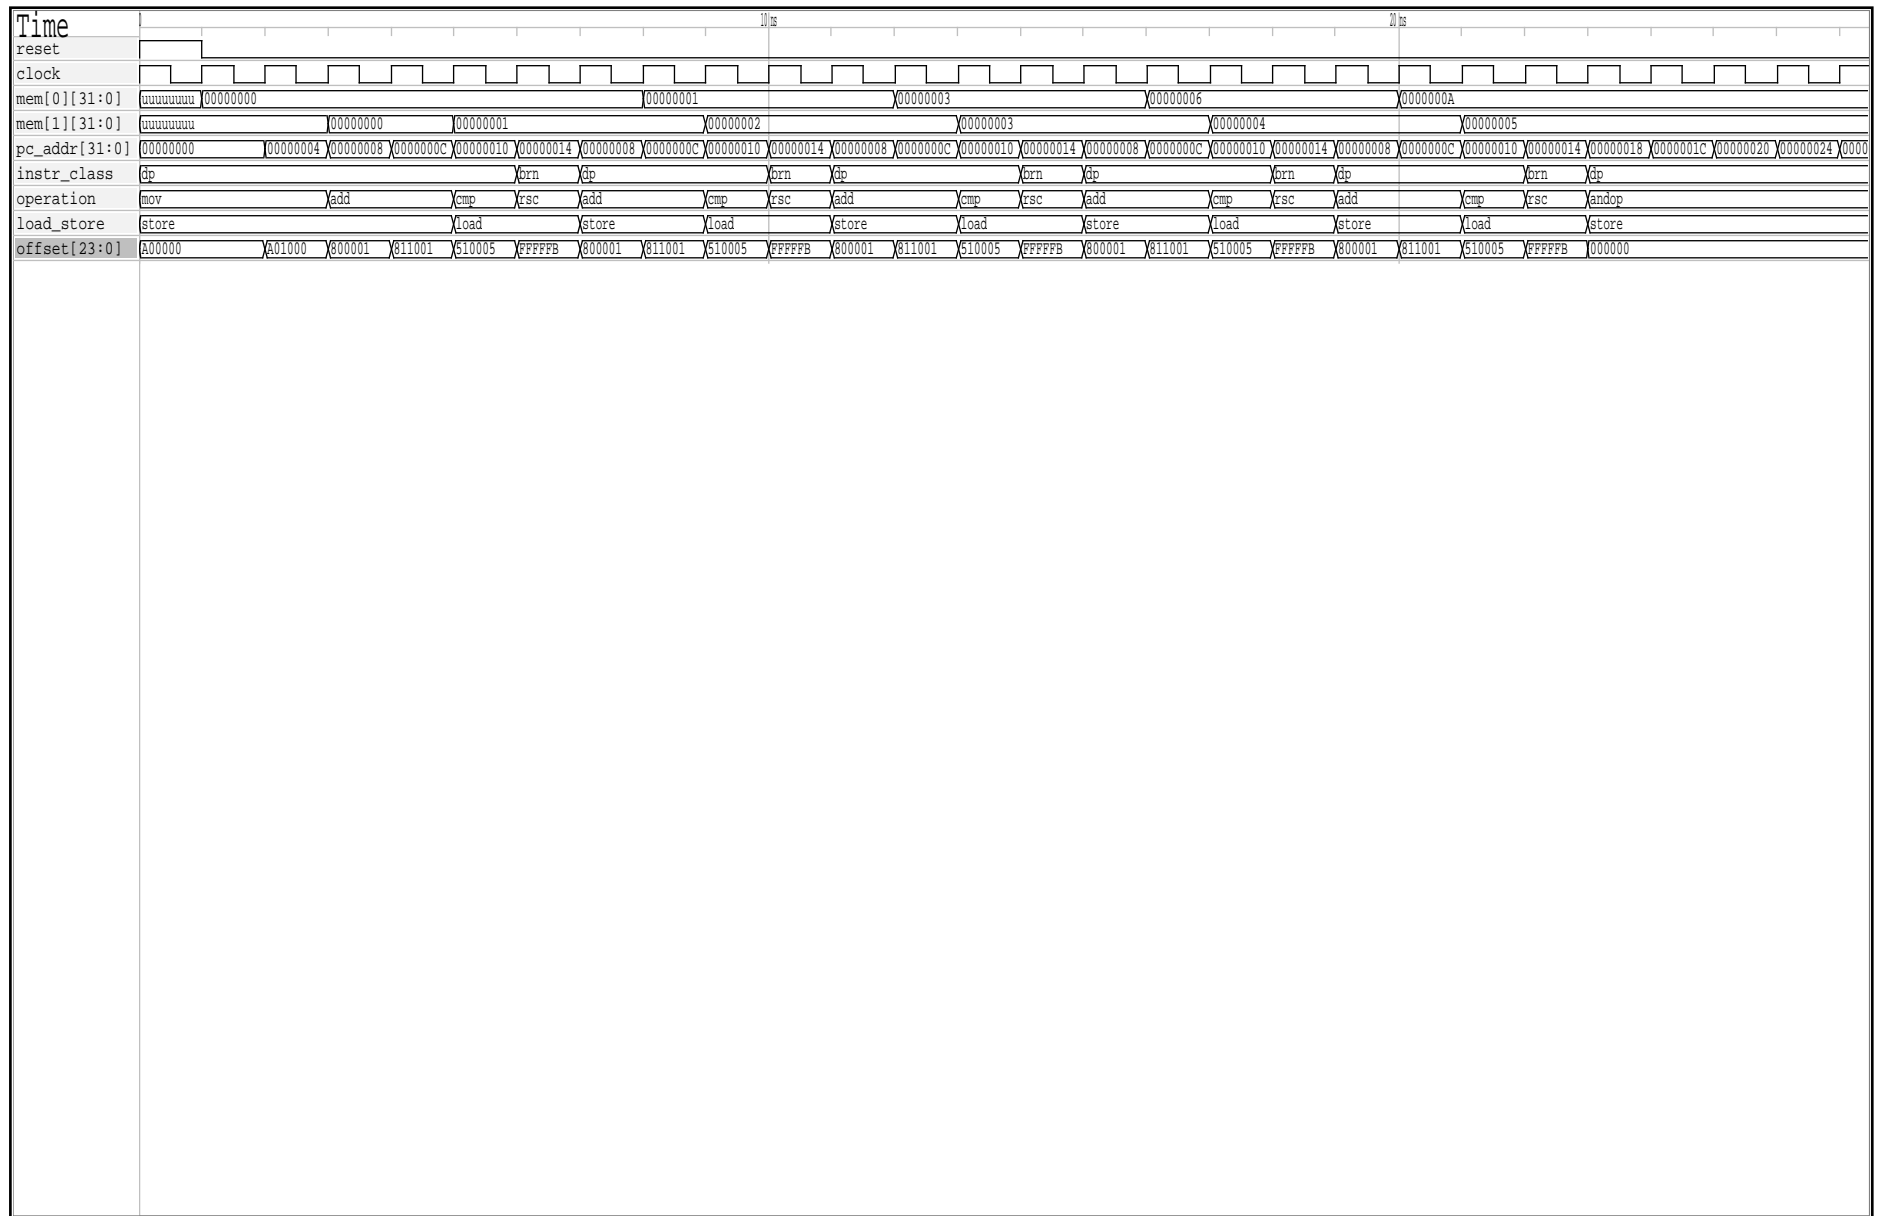 Time 0 10 ns 20 ns
reset
clock
mem[0][31:0] uuuuuuuu 00000000 00000001 00000003 00000006 0000000A
mem[1][31:0] uuuuuuuu 00000000 00000001 00000002 00000003 00000004 00000005
pc_addr[31:0] 00000000 00000004 00000008 0000000C 00000010 00000014 00000008 0000000C 00000010 00000014 00000008 0000000C 00000010 00000014 00000008 0000000C 00000010 00000014 00000008 0000000C 00000010 00000014 00000018 0000001C 00000020 00000024 0000
instr_class dp brn dp brn dp brn dp brn dp brn dp
operation mov add cmp rsc add cmp rsc add cmp rsc add cmp rsc add cmp rsc andop
load_store store load store load store load store load store load store
offset[23:0] A00000 A01000 800001 811001 510005 FFFFFB 800001 811001 510005 FFFFFB 800001 811001 510005 FFFFFB 800001 811001 510005 FFFFFB 800001 811001 510005 FFFFFB 000000